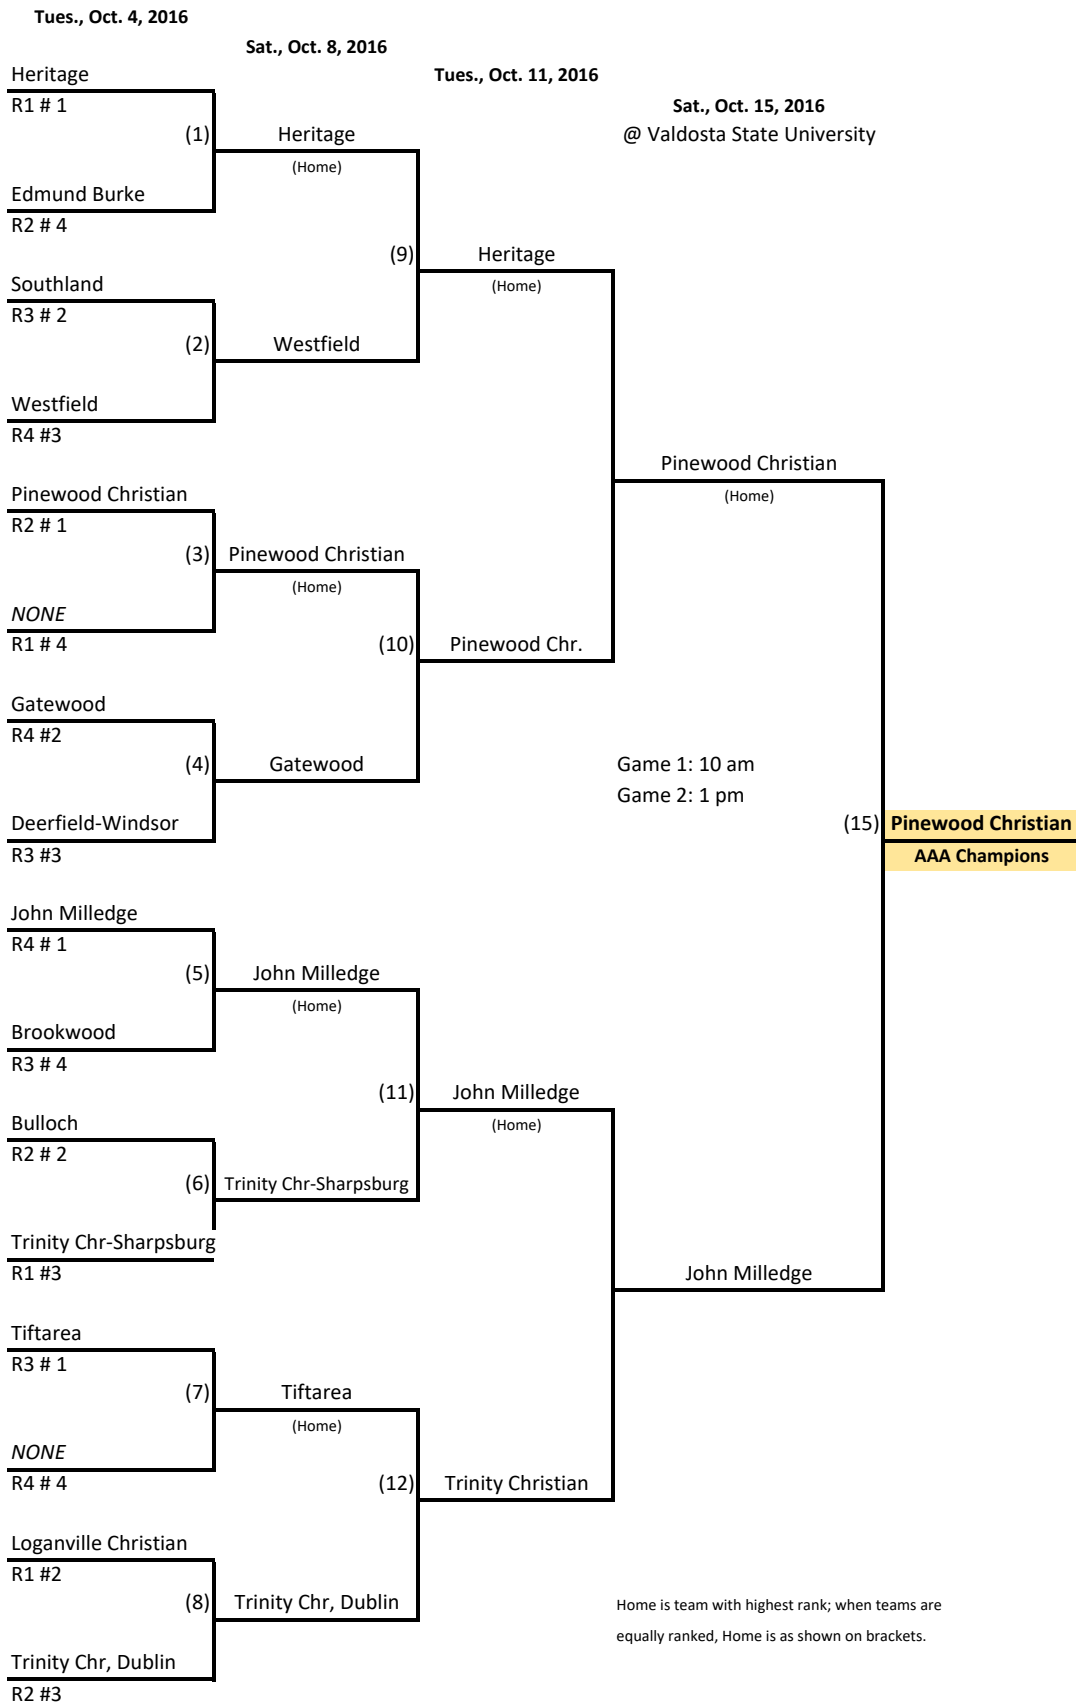 Tues., Oct. 4, 2016
Sat., Oct. 8, 2016
Tues., Oct. 11, 2016
Sat., Oct. 15, 2016
@ Valdosta State University
Heritage
R1 # 1
(1)
Heritage
(Home)
Edmund Burke
R2 # 4
(9)
Heritage
(Home)
Southland
R3 # 2
(2)
Westfield
Westfield
R4 #3
Pinewood Christian
(Home)
Pinewood Christian
R2 # 1
(3)
Pinewood Christian
(Home)
NONE
R1 # 4
(10)
Pinewood Chr.
Gatewood
R4 #2
(4)
Gatewood
Game 1: 10 am
Game 2: 1 pm
Deerfield-Windsor
R3 #3
(15)
Pinewood Christian
AAA Champions
John Milledge
R4 # 1
(5)
John Milledge
(Home)
Brookwood
R3 # 4
(11)
John Milledge
(Home)
Bulloch
R2 # 2
(6)
Trinity Chr-Sharpsburg
Trinity Chr-Sharpsburg
R1 #3
John Milledge
Tiftarea
R3 # 1
(7)
Tiftarea
(Home)
NONE
R4 # 4
(12)
Trinity Christian
Loganville Christian
R1 #2
(8)
Trinity Chr, Dublin
Trinity Chr, Dublin
R2 #3
Home is team with highest rank; when teams are
equally ranked, Home is as shown on brackets.